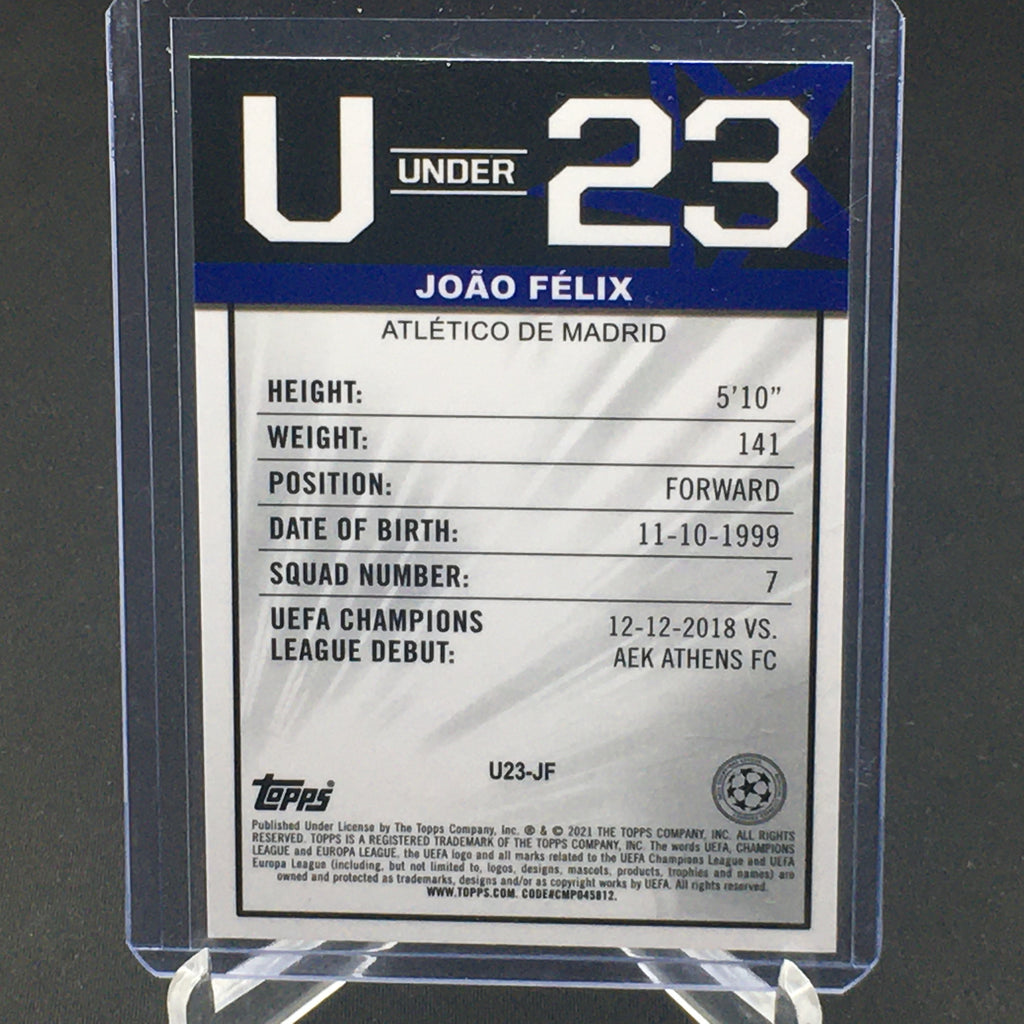 U UNDER 23
JOÃO FÉLIX
ATLÉTICO DE MADRID
HEIGHT: 5'10"
WEIGHT: 141
POSITION: FORWARD
DATE OF BIRTH: 11-10-1999
SQUAD NUMBER: 7
UEFA CHAMPIONS LEAGUE DEBUT: 12-12-2018 VS. AEK ATHENS FC
U23-JF
topps
Published Under License by The Topps Company, Inc. ® & © 2021 THE TOPPS COMPANY, INC. ALL RIGHTS
RESERVED. TOPPS IS A REGISTERED TRADEMARK OF THE TOPPS COMPANY, INC. The words UEFA, CHAMPIONS
LEAGUE and EUROPA LEAGUE, the UEFA logo and all marks related to the UEFA Champions League and UEFA
Europa League (including, but not limited to, logos, designs, mascots, products, trophies and names) are
owned and protected as trademarks, designs and/or as copyright works by UEFA. All rights reserved.
WWW.TOPPS.COM. CODE#CMP045812.